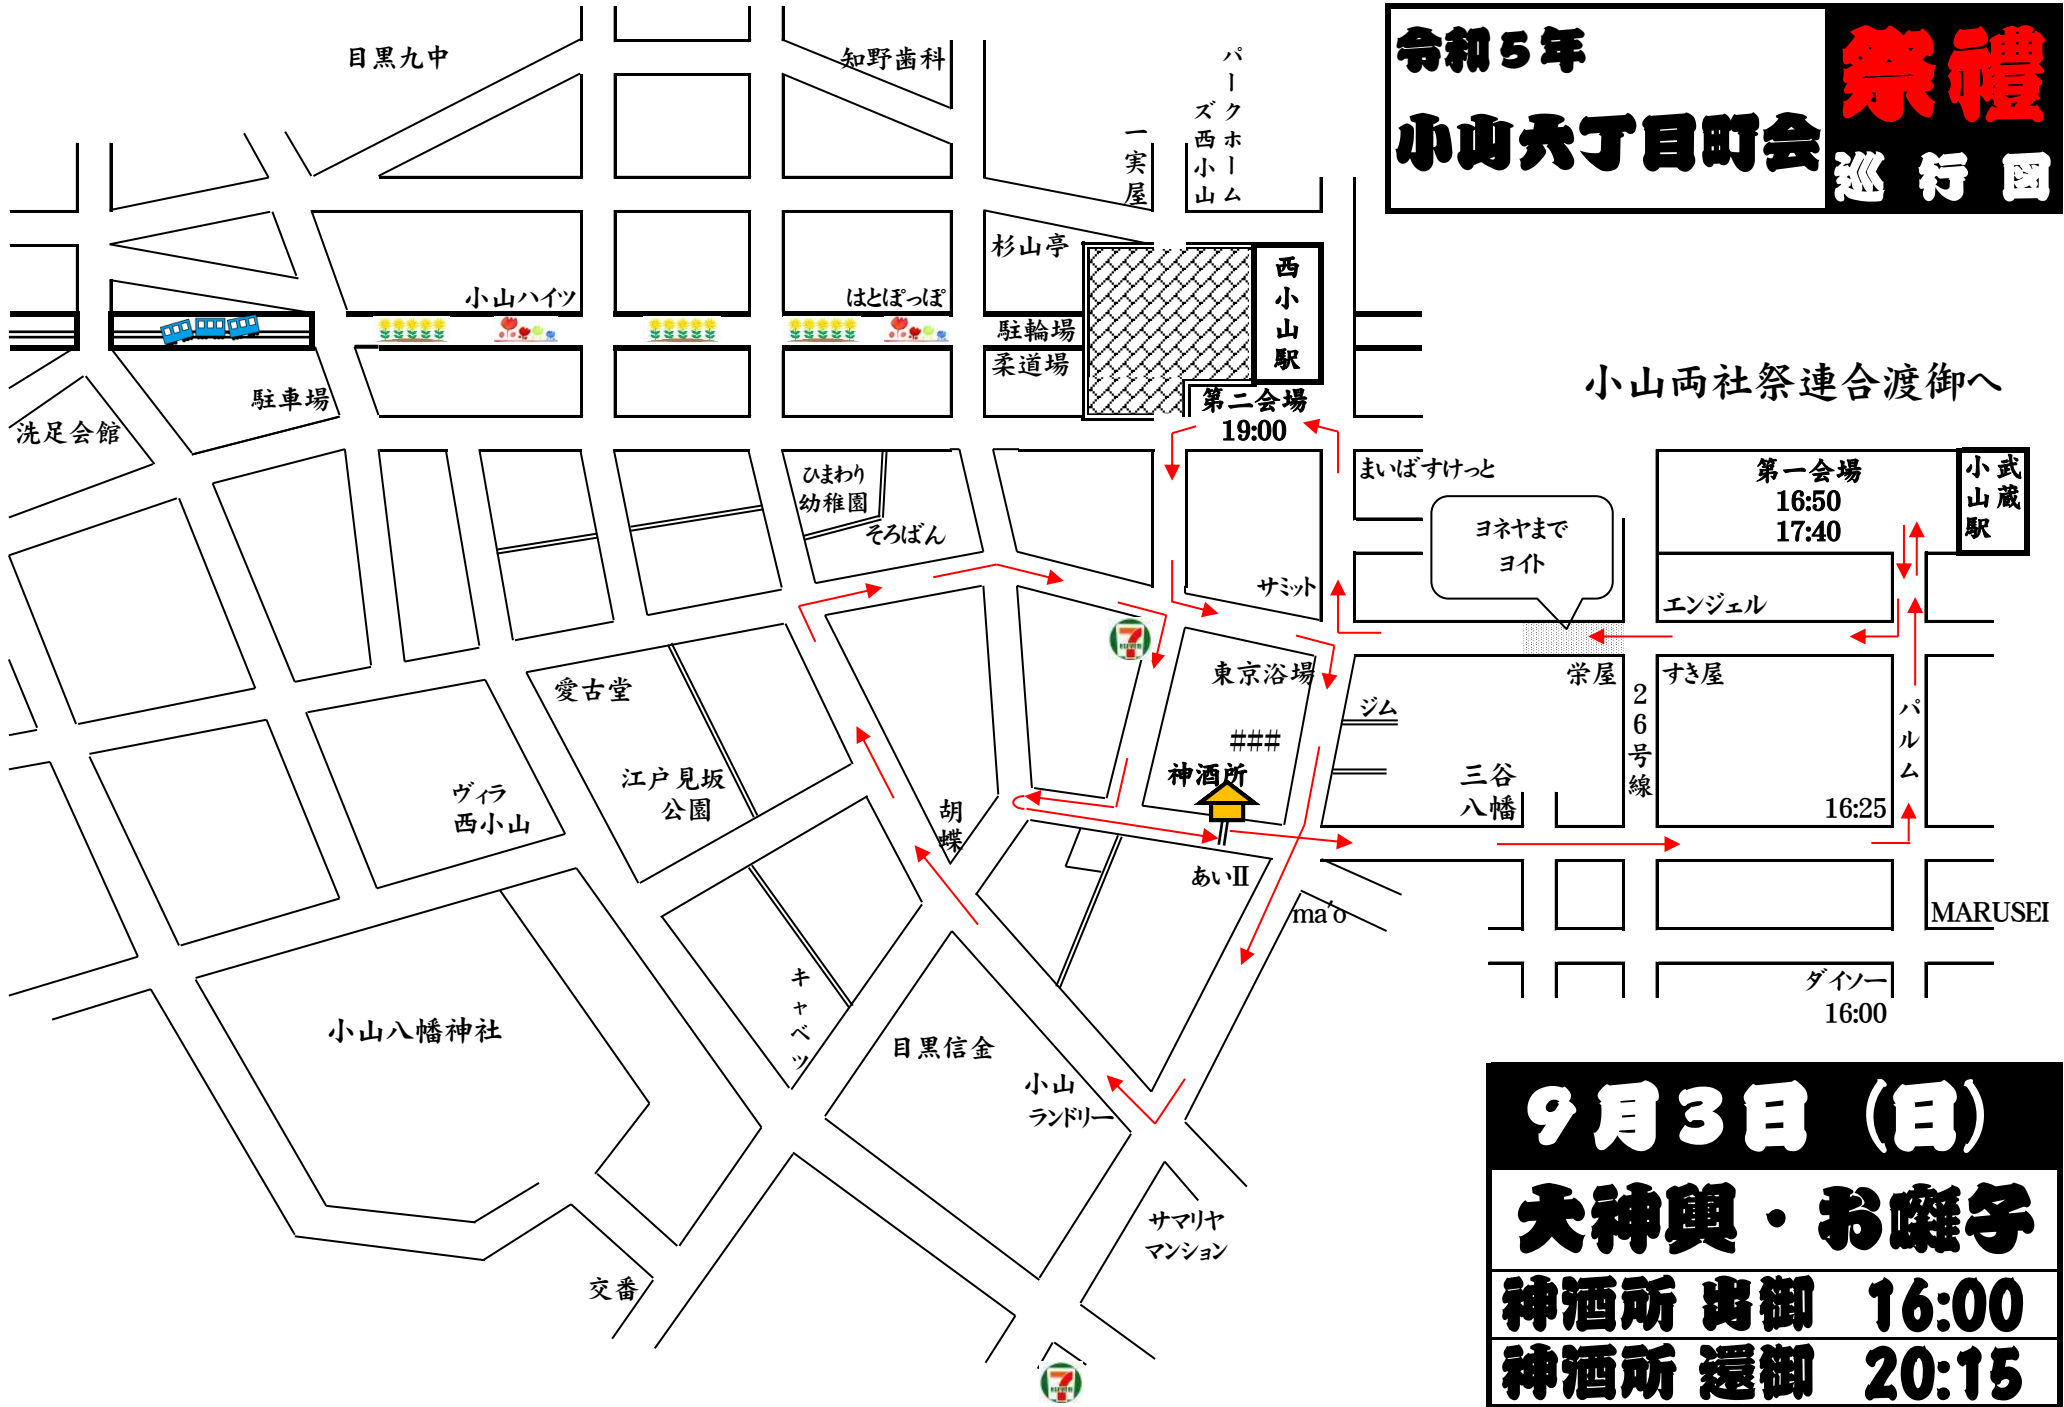 令和５年
小山六丁目町会
祭禮
巡行図
目黒九中
知野歯科
パークホーム
ズ西小山
一実屋
杉山亭
西小山駅
小山ハイツ
はとぽっぽ
駐輪場
柔道場
駐車場
洗足会館
第二会場
19:00
小山両社祭連合渡御へ
ひまわり
幼稚園
そろばん
まいばすけっと
第一会場
16:50
17:40
武蔵
小山駅
ヨネヤまで
ヨイト
サミット
エンジェル
愛古堂
東京浴場
栄屋
すき屋
26号線
パルム
ジム
###
神酒所
江戸見坂
公園
ヴィラ
西小山
胡蝶
三谷
八幡
16:25
あいⅡ
ma'o
MARUSEI
ダイソー
16:00
キャベツ
小山八幡神社
目黒信金
小山
ランドリー
サマリヤ
マンション
交番
7
7
９月３日（日）
大神輿・お囃子
神酒所 出御 16:00
神酒所 還御 20:15